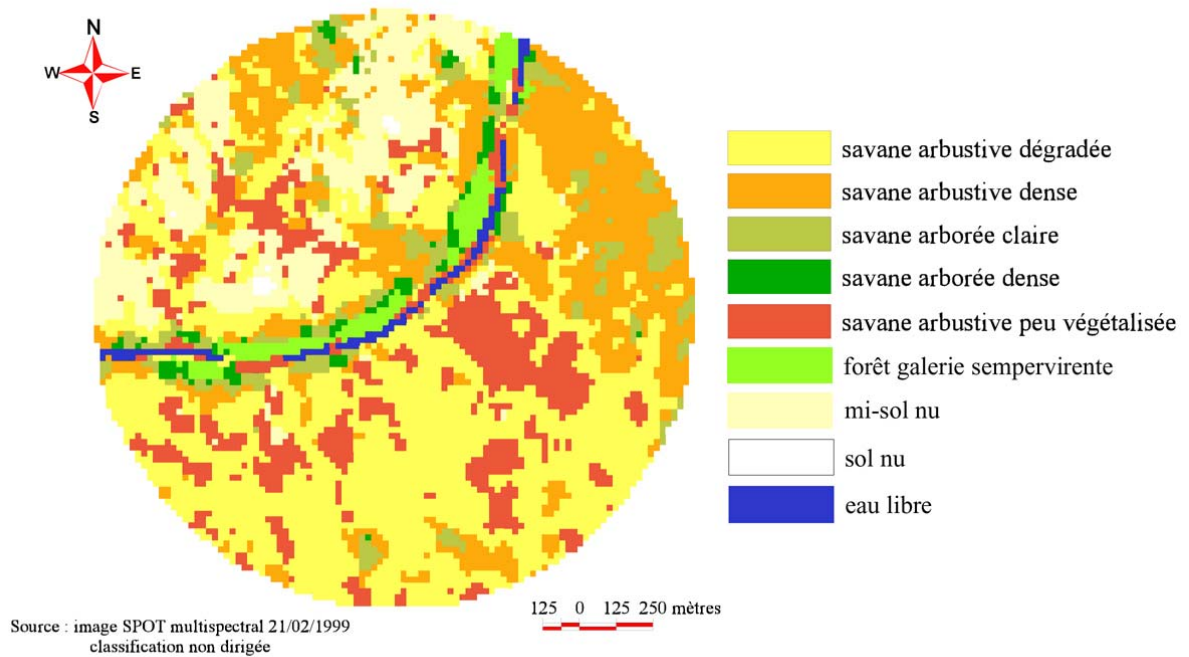 N
W E
S
savane arbustive dégradée
savane arbustive dense
savane arborée claire
savane arborée dense
savane arbustive peu végétalisée
forêt galerie sempervirente
mi-sol nu
sol nu
eau libre
125 0 125 250 mètres
Source : image SPOT multispectral 21/02/1999
classification non dirigée